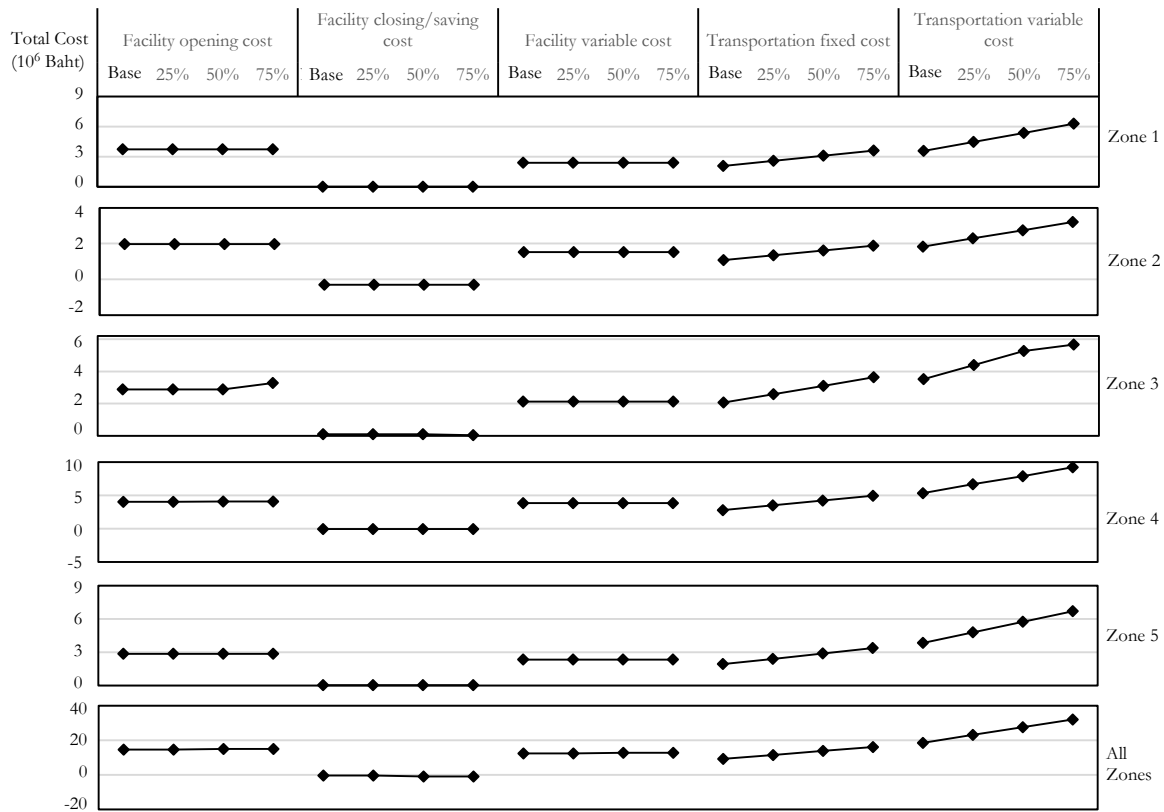 Total Cost
(10⁶ Baht)
Facility opening cost
Facility closing/saving
cost
Facility variable cost
Transportation fixed cost
Transportation variable
cost
Base 25% 50% 75%
Base 25% 50% 75%
Base 25% 50% 75%
Base 25% 50% 75%
Base 25% 50% 75%
9
6
3
0
Zone 1
4
2
0
-2
Zone 2
6
4
2
0
Zone 3
10
5
0
-5
Zone 4
9
6
3
0
Zone 5
40
20
0
-20
All
Zones